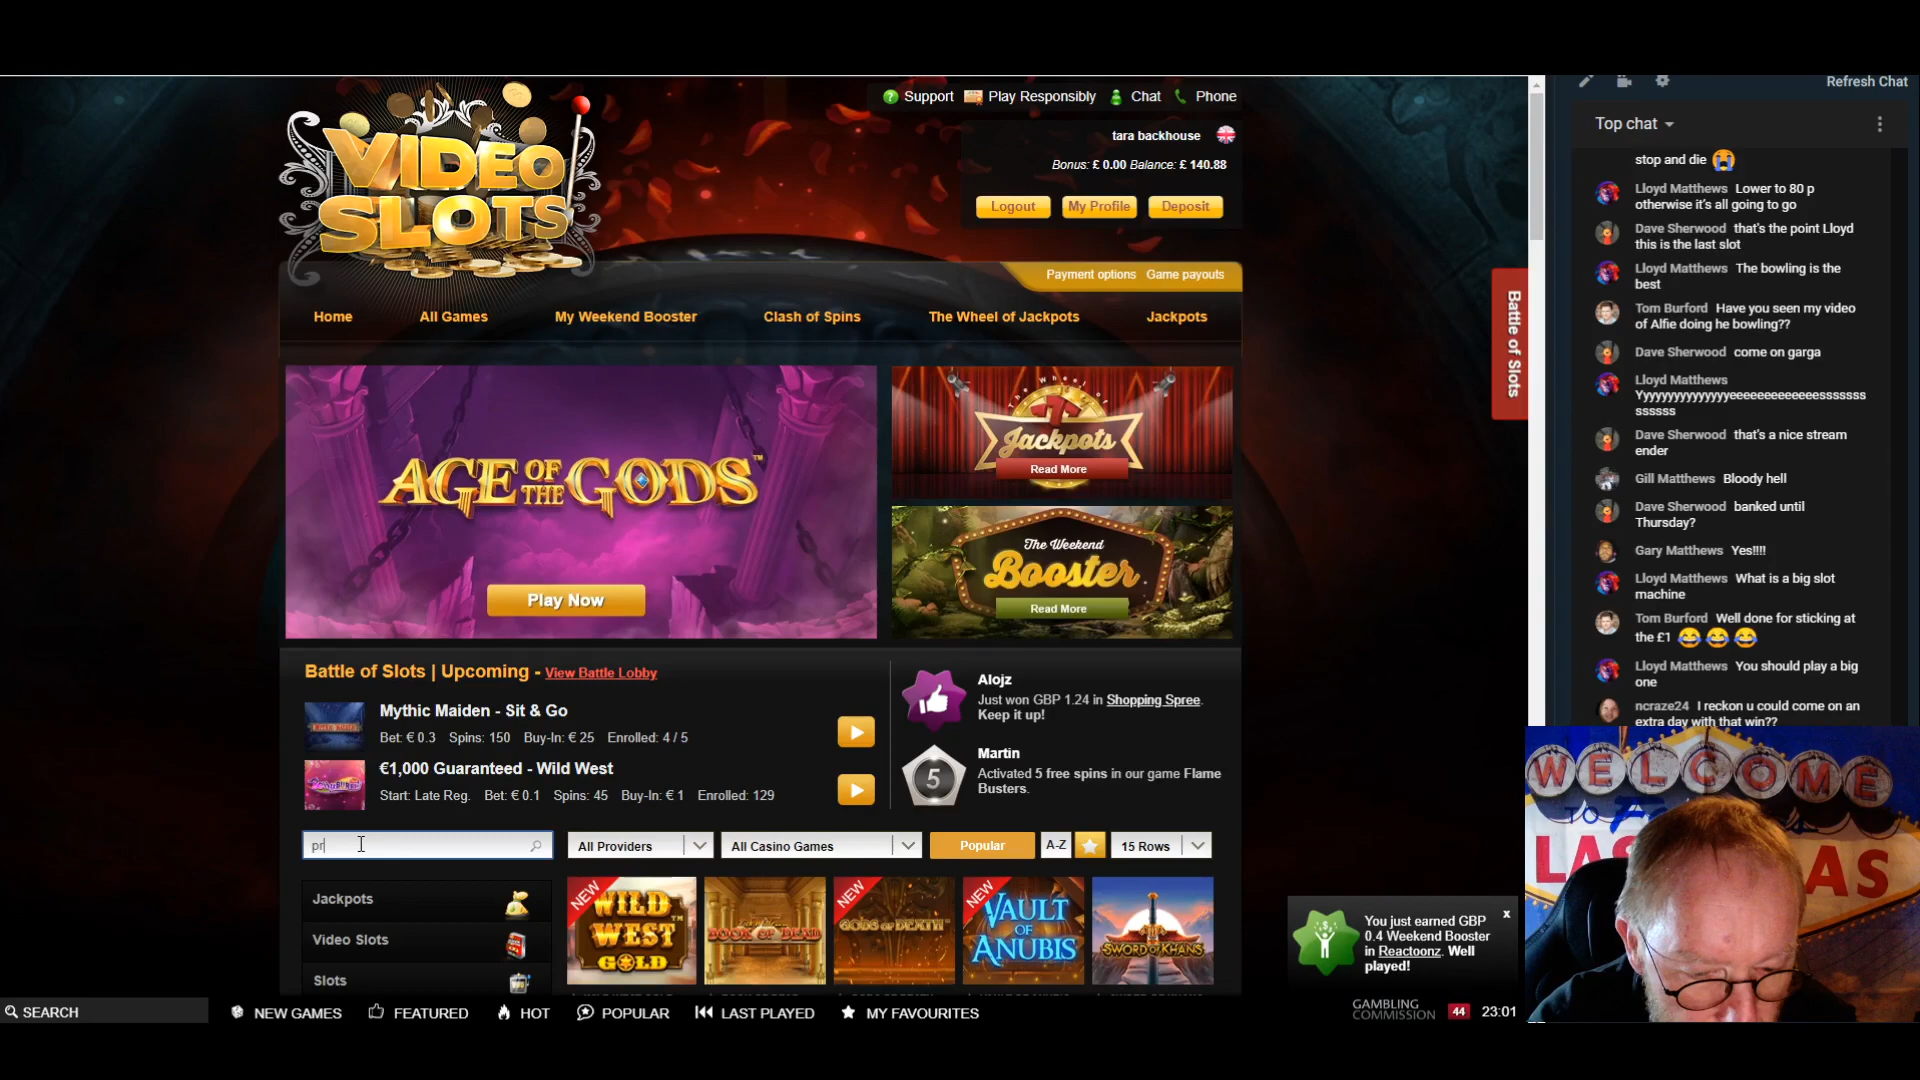 Support Play Responsibly Chat Phone
tara backhouse
Bonus: £ 0.00 Balance: £ 140.88
Logout My Profile Deposit
VIDEO
SLOTS
Payment options Game payouts
Home All Games My Weekend Booster Clash of Spins The Wheel of Jackpots Jackpots
AGE OF THE GODS™
Play Now
The Wheel of
Jackpots
Read More
The Weekend
Booster
Read More
Battle of Slots
Battle of Slots | Upcoming - View Battle Lobby
Mythic Maiden - Sit & Go
Bet: € 0.3 Spins: 150 Buy-In: € 25 Enrolled: 4 / 5
€1,000 Guaranteed - Wild West
Start: Late Reg. Bet: € 0.1 Spins: 45 Buy-In: € 1 Enrolled: 129
Alojz
Just won GBP 1.24 in Shopping Spree.
Keep it up!
5
Martin
Activated 5 free spins in our game Flame
Busters.
pr
All Providers All Casino Games Popular A-Z 15 Rows
Jackpots
Video Slots
Slots
NEW WILD WEST GOLD™
BOOK OF DEAD
NEW GODS OF DEATH
NEW VAULT OF ANUBIS
SWORD OF KHANS
You just earned GBP
0.4 Weekend Booster
in Reactoonz. Well
played!
x
SEARCH NEW GAMES FEATURED HOT POPULAR LAST PLAYED MY FAVOURITES
GAMBLING
COMMISSION
44 23:01
Refresh Chat
Top chat
stop and die 😭
Lloyd Matthews Lower to 80 p
otherwise it's all going to go
Dave Sherwood that's the point Lloyd
this is the last slot
Lloyd Matthews The bowling is the
best
Tom Burford Have you seen my video
of Alfie doing he bowling??
Dave Sherwood come on garga
Lloyd Matthews
Yyyyyyyyyyyyyyeeeeeeeeeeeeeesssssss
ssssss
Dave Sherwood that's a nice stream
ender
Gill Matthews Bloody hell
Dave Sherwood banked until
Thursday?
Gary Matthews Yes!!!!
Lloyd Matthews What is a big slot
machine
Tom Burford Well done for sticking at
the £1 😂 😂 😂
Lloyd Matthews You should play a big
one
ncraze24 I reckon u could come on an
extra day with that win??
WELCOME
TO
LAS
AS